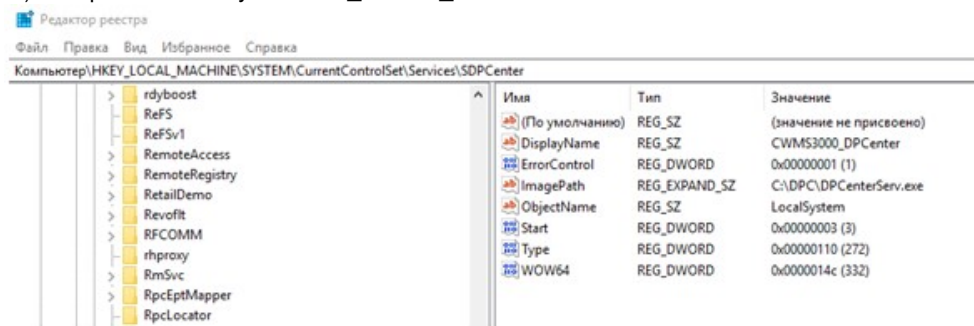 Редактор реестра
Файл Правка Вид Избранное Справка
Компьютер\HKEY_LOCAL_MACHINE\SYSTEM\CurrentControlSet\Services\SDPCenter
rdyboost
ReFS
ReFSv1
RemoteAccess
RemoteRegistry
RetailDemo
Revoflt
RFCOMM
rhproxy
RmSvc
RpcEptMapper
RpcLocator
Имя Тип Значение
(По умолчанию) REG_SZ (значение не присвоено)
DisplayName REG_SZ CWMS3000_DPCenter
ErrorControl REG_DWORD 0x00000001 (1)
ImagePath REG_EXPAND_SZ C:\DPC\DPCenterServ.exe
ObjectName REG_SZ LocalSystem
Start REG_DWORD 0x00000003 (3)
Type REG_DWORD 0x00000110 (272)
WOW64 REG_DWORD 0x0000014c (332)